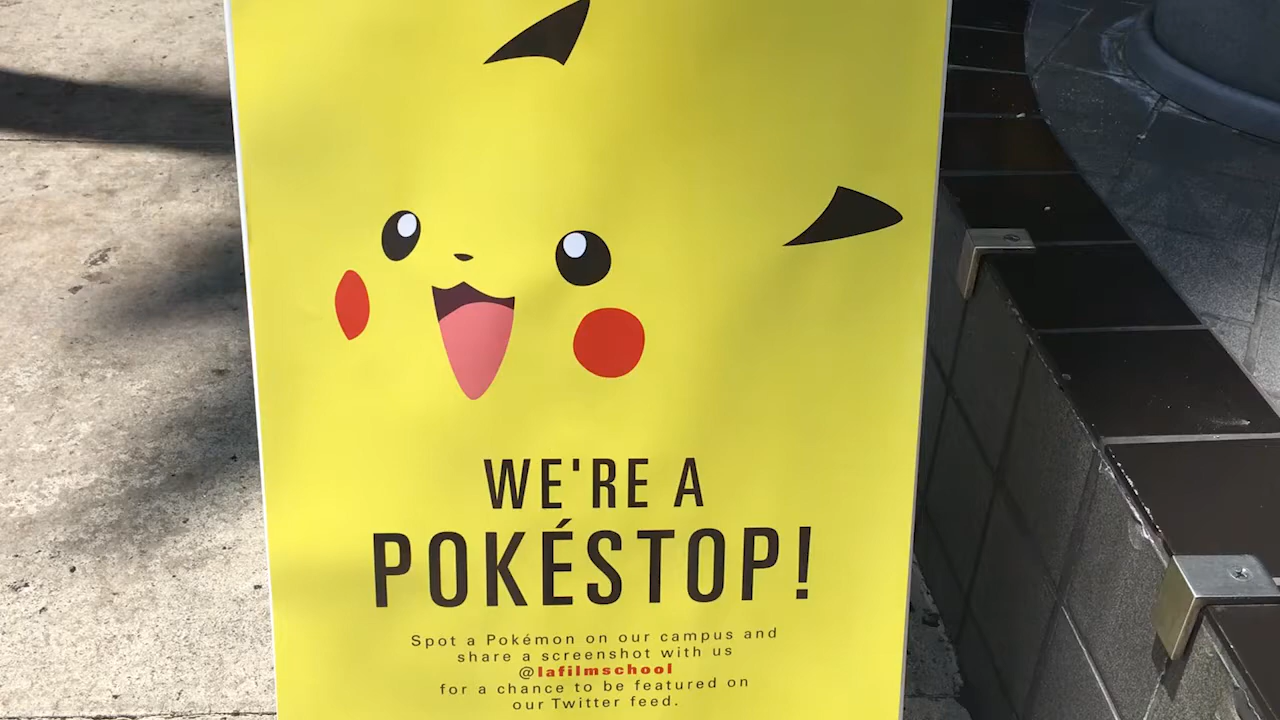 WE'RE A
POKÉSTOP!
Spot a Pokémon on our campus and
share a screenshot with us
@lafilmschool
for a chance to be featured on
our Twitter feed.